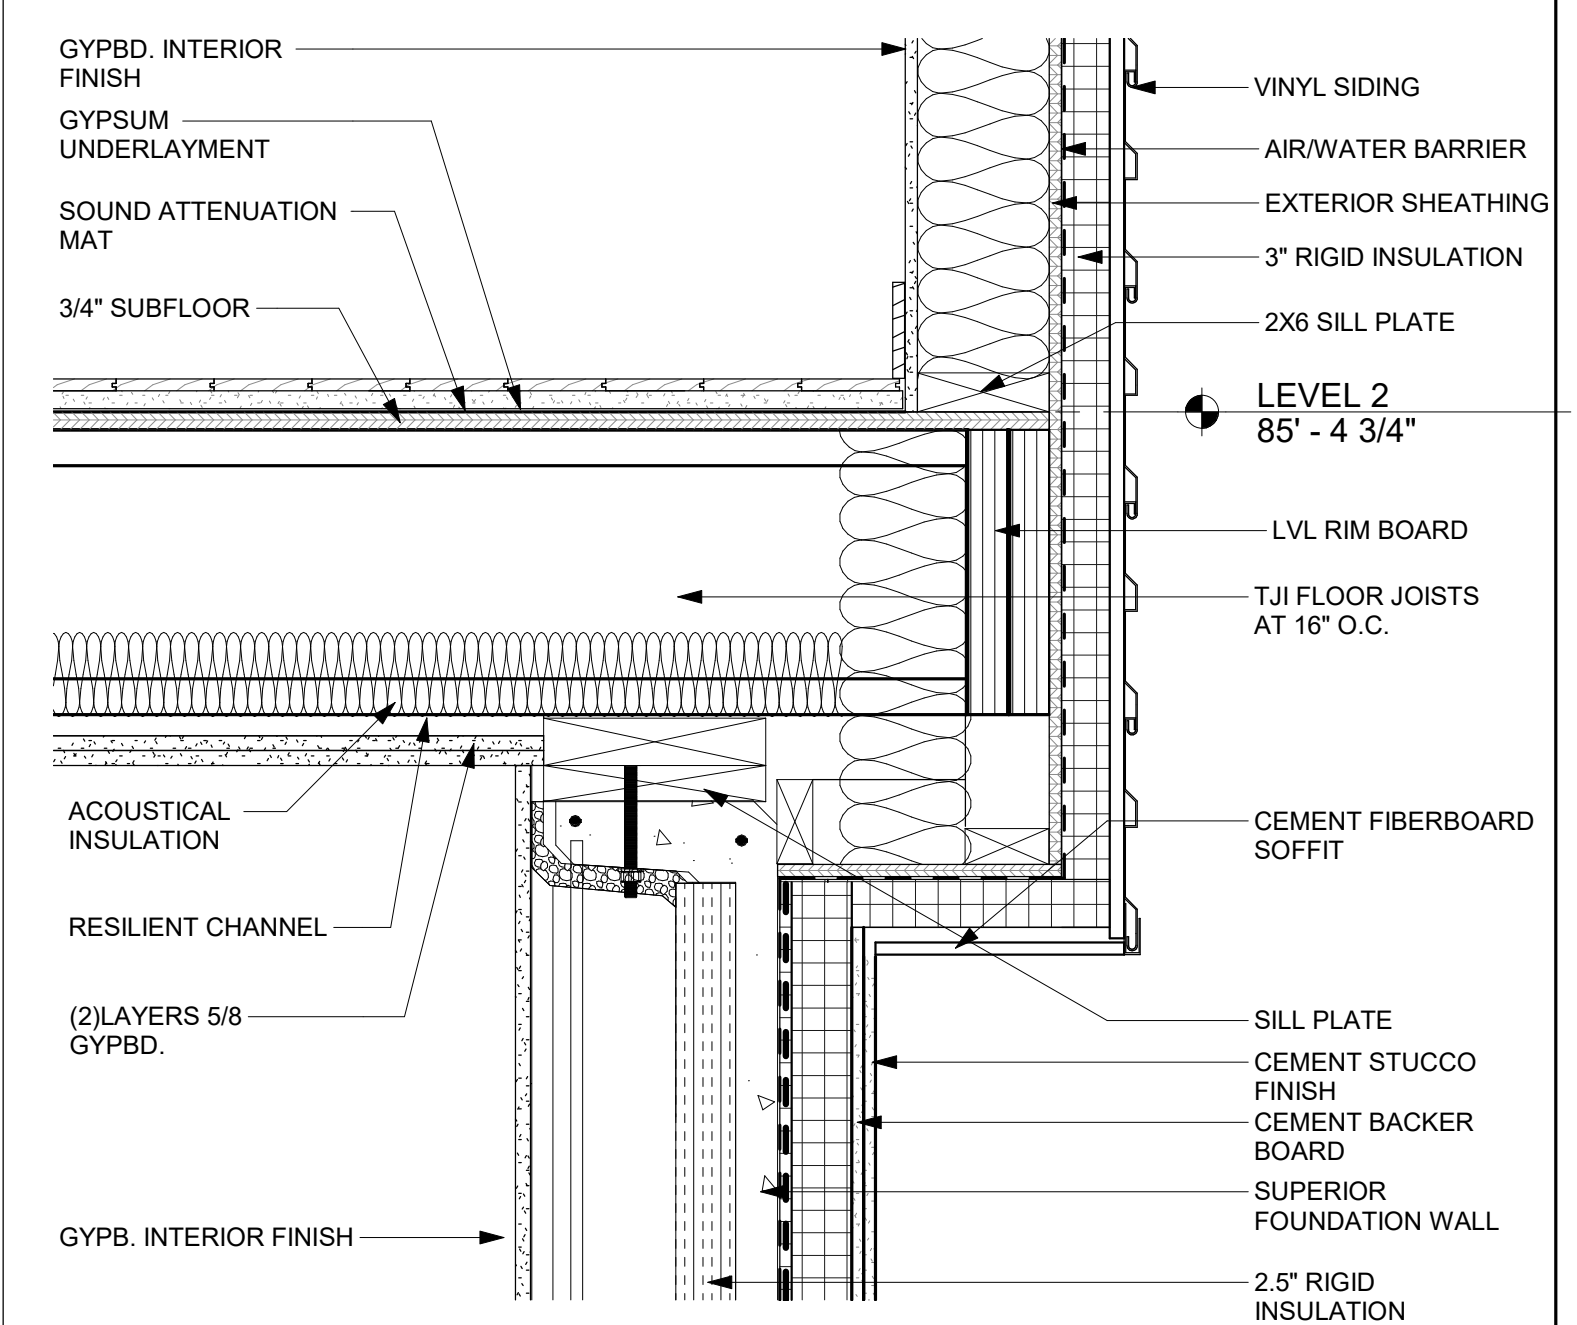 GYPBD. INTERIOR
FINISH
GYPSUM
UNDERLAYMENT
SOUND ATTENUATION
MAT
3/4" SUBFLOOR
ACOUSTICAL
INSULATION
RESILIENT CHANNEL
(2)LAYERS 5/8
GYPBD.
GYPB. INTERIOR FINISH
VINYL SIDING
AIR/WATER BARRIER
EXTERIOR SHEATHING
3" RIGID INSULATION
2X6 SILL PLATE
LEVEL 2
85' - 4 3/4"
LVL RIM BOARD
TJI FLOOR JOISTS
AT 16" O.C.
CEMENT FIBERBOARD
SOFFIT
SILL PLATE
CEMENT STUCCO
FINISH
CEMENT BACKER
BOARD
SUPERIOR
FOUNDATION WALL
2.5" RIGID
INSULATION